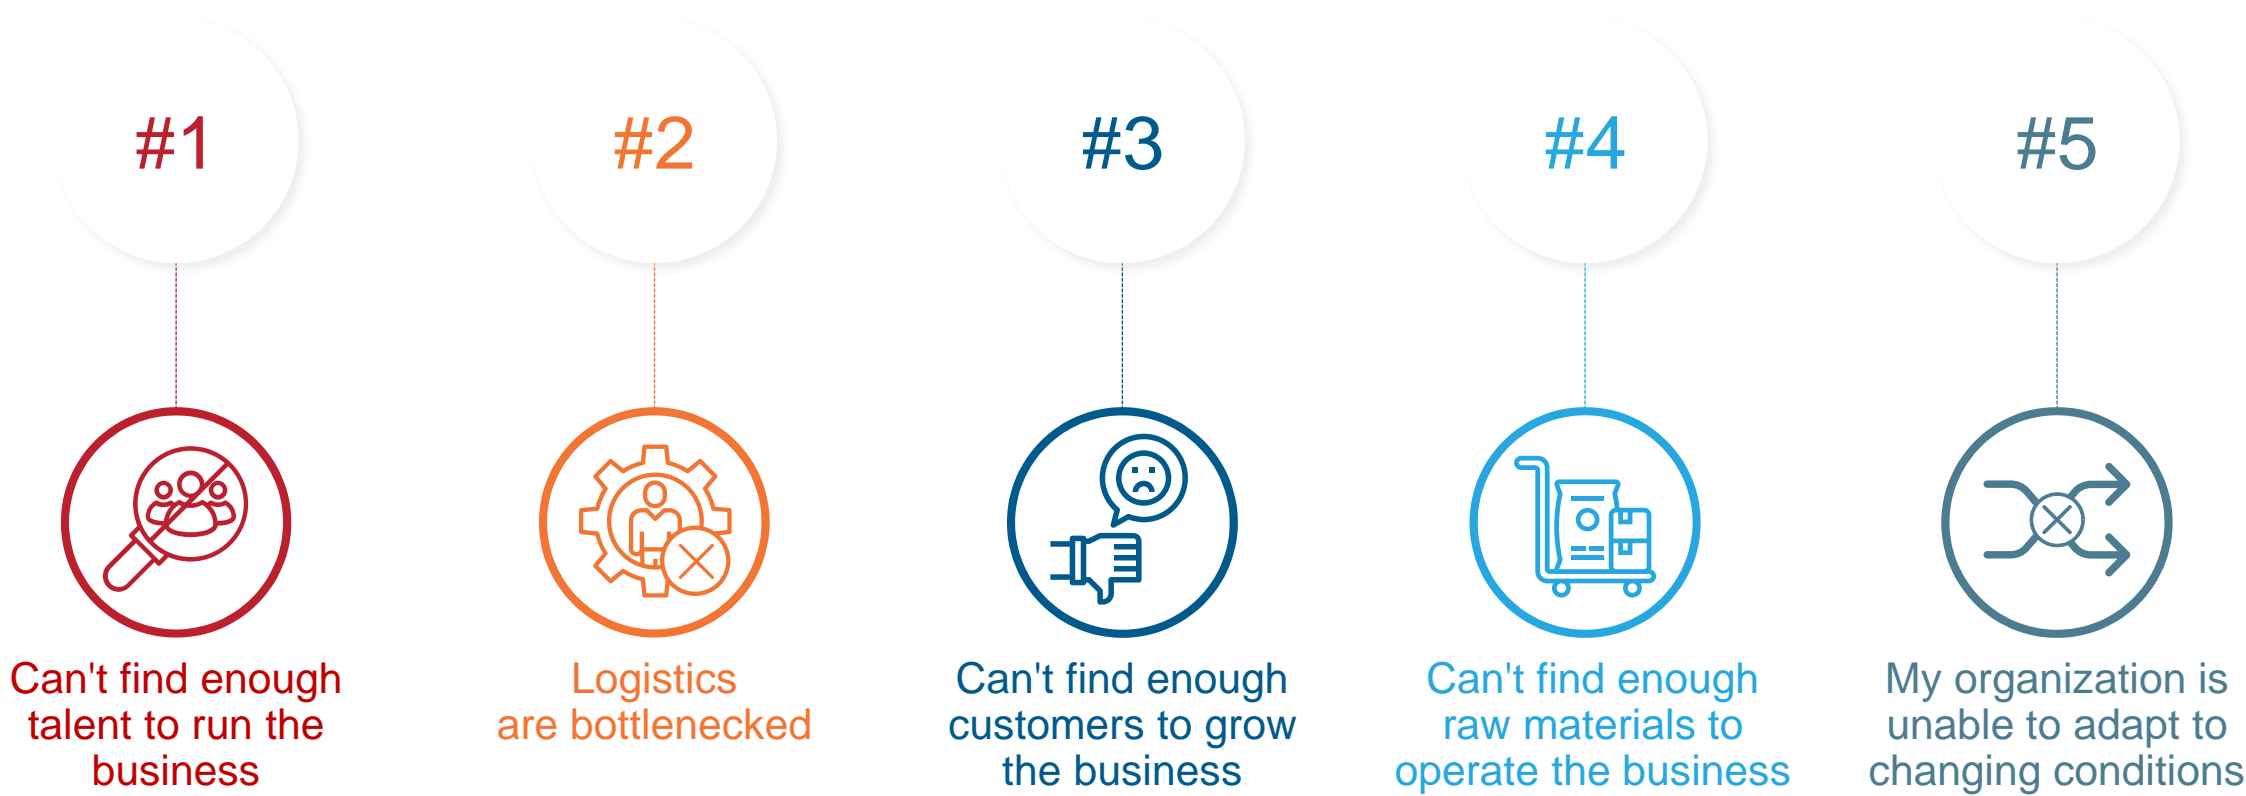 #1
#2
#3
#4
#5
Can't find enough
talent to run the
business
Logistics
are bottlenecked
Can't find enough
customers to grow
the business
Can't find enough
raw materials to
operate the business
My organization is
unable to adapt to
changing conditions